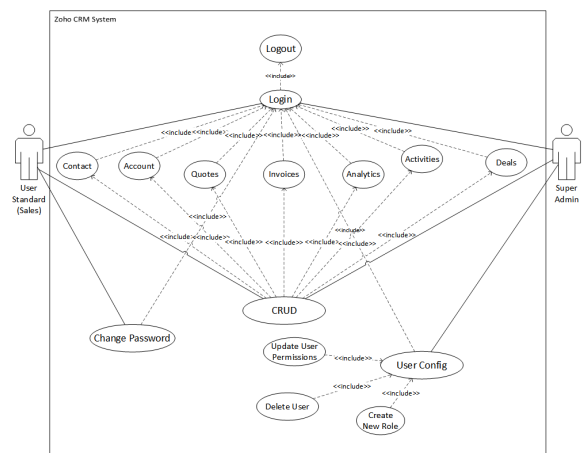 Zoho CRM System
Logout
<<include>>
Login
<<include>>
<<include>>
<<include>>
<<include>>
<<include>>
<<include>>
<<include>>
Contact
Account
Quotes
Invoices
Analytics
Activities
Deals
User
Standard
(Sales)
Super
Admin
<<include>>
<<include>>
<<include>>
<<include>>
<<include>>
<<include>>
<<include>>
<<include>>
<<include>>
CRUD
Change Password
Update User
Permissions
<<include>>
User Config
<<include>>
<<include>>
Delete User
Create
New Role